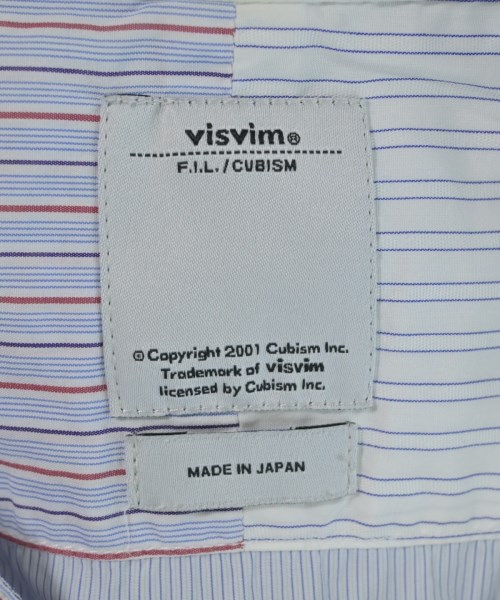 visvim®
F.I.L./CUBISM
© Copyright 2001 Cubism Inc.
Trademark of visvim
licensed by Cubism Inc.
MADE IN JAPAN